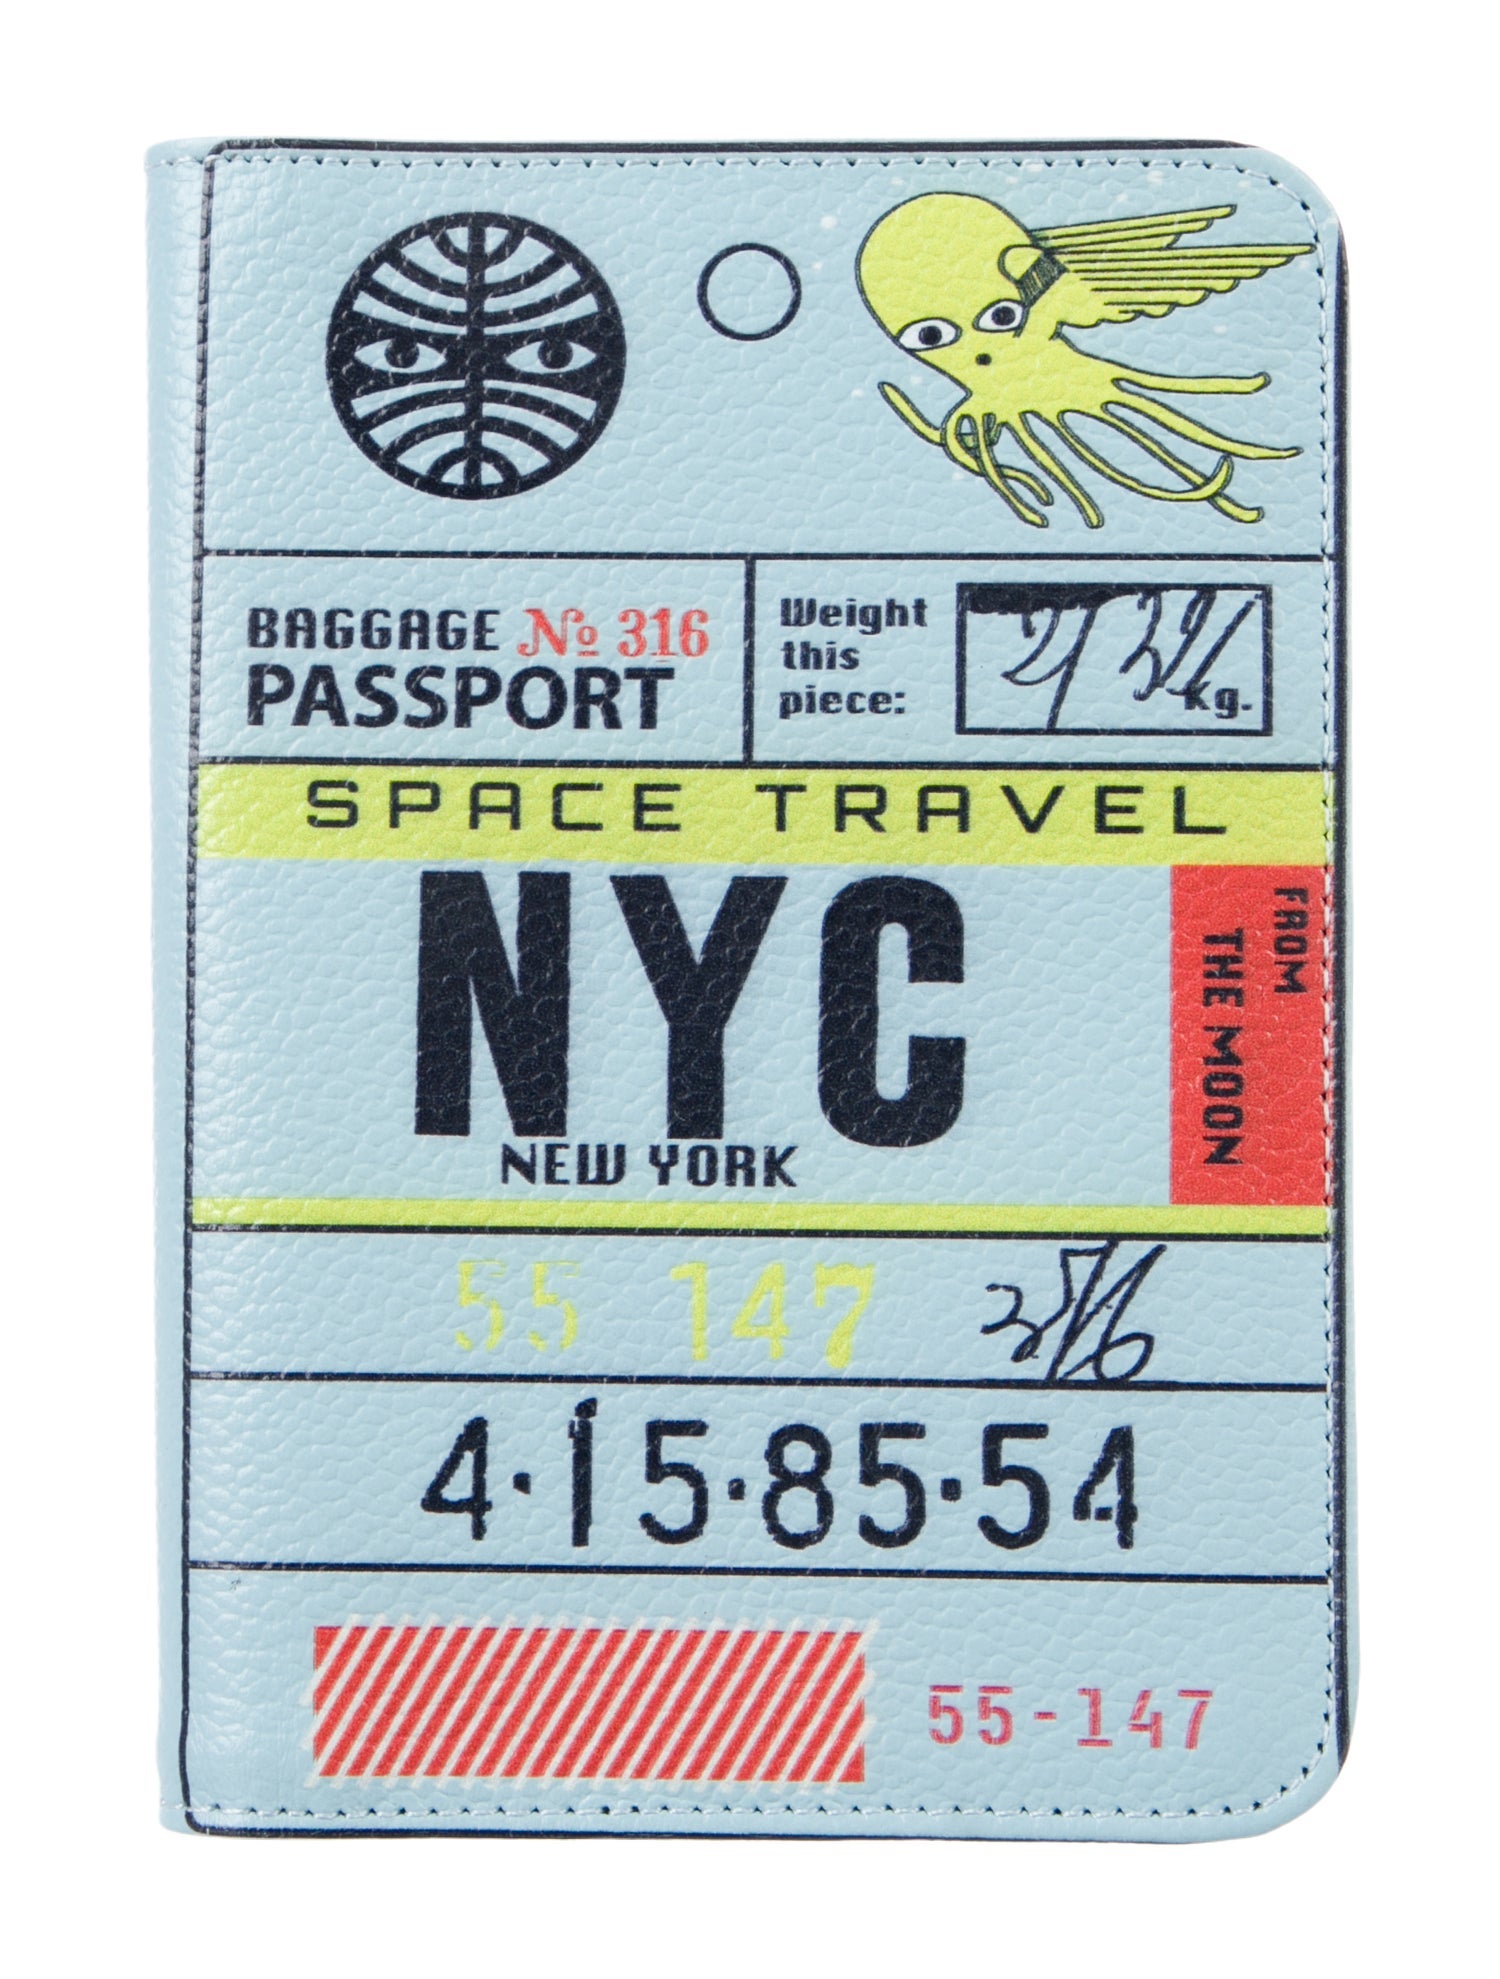 BAGGAGE No 316
PASSPORT
Weight
this
piece:
kg.
SPACE TRAVEL
NYC
NEW YORK
FROM
THE MOON
55 147
4·15·85·54
55-147